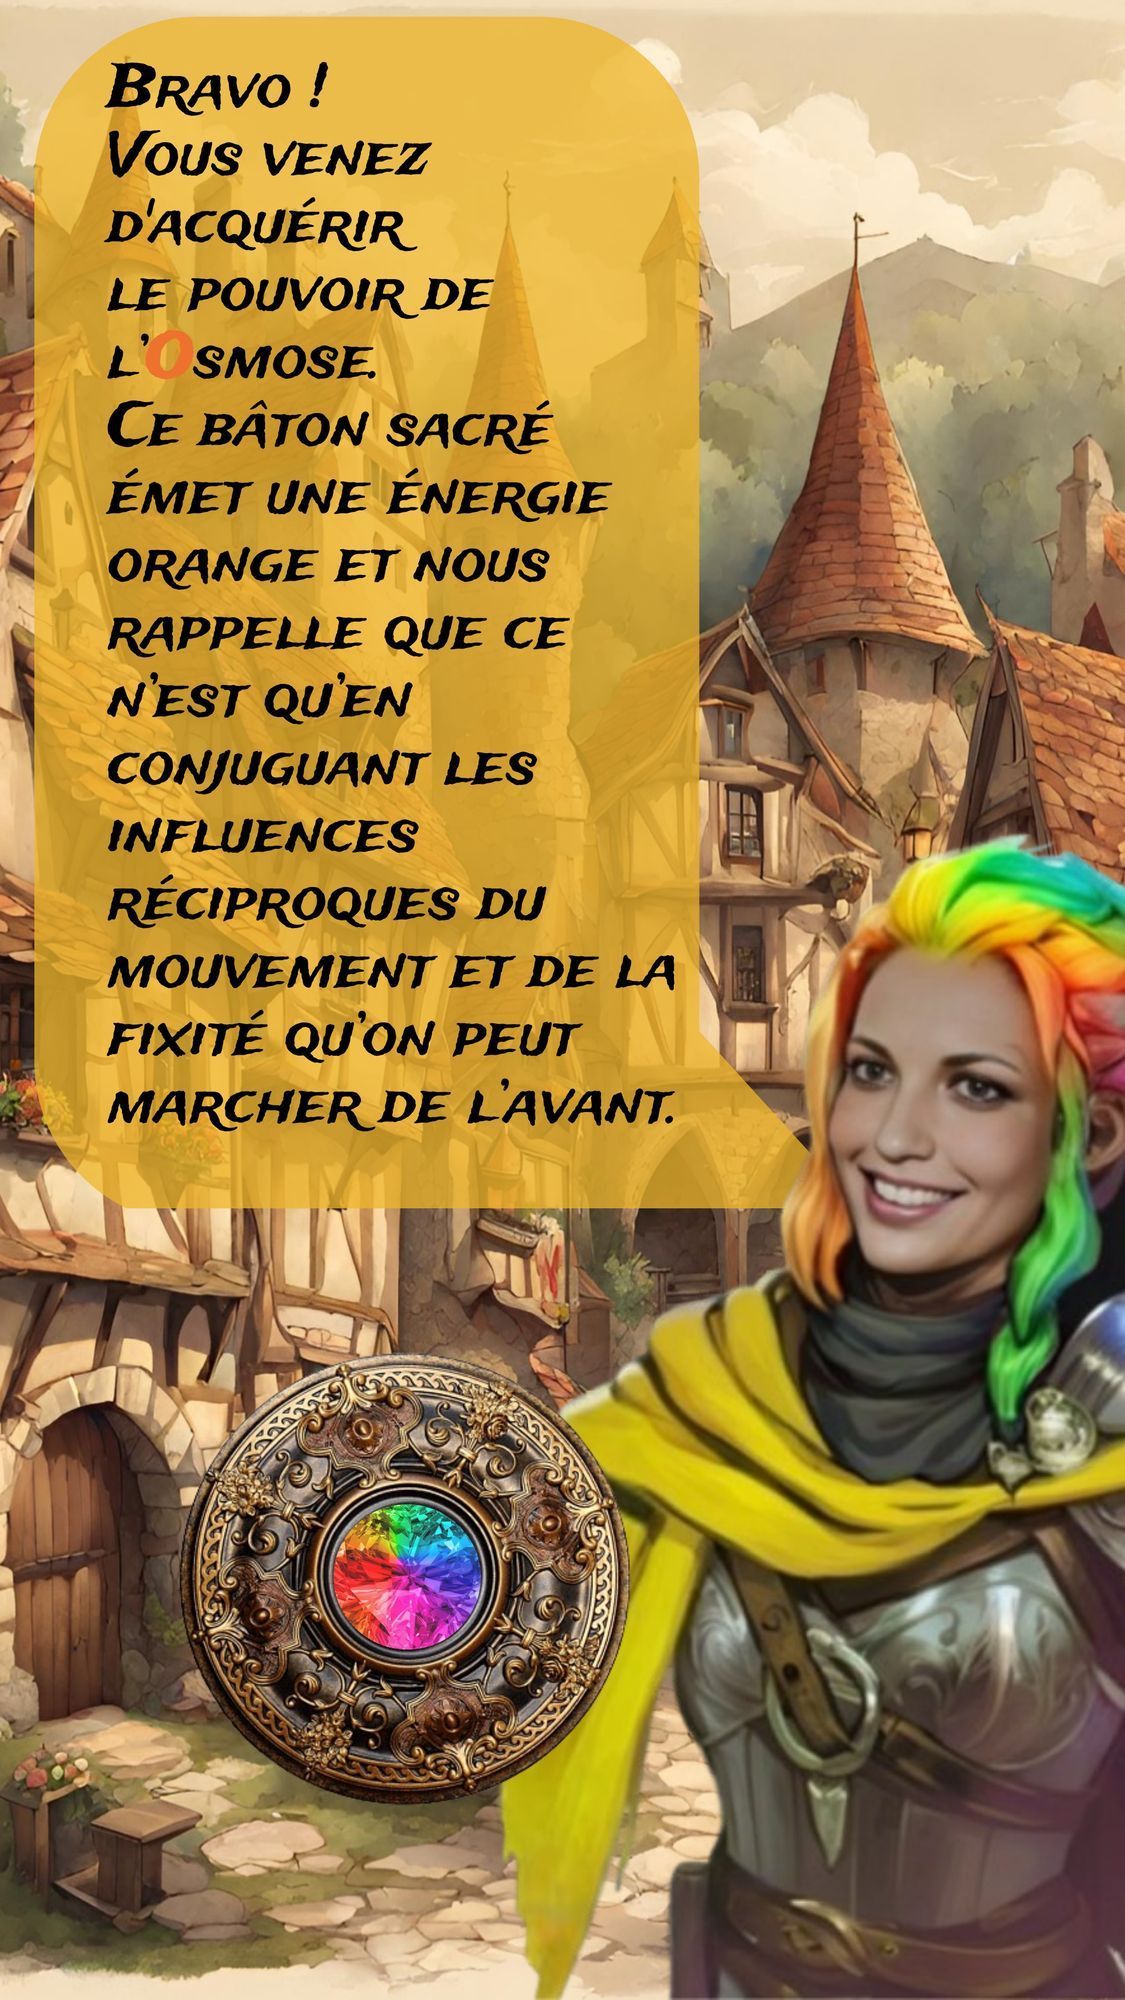 Bravo !
Vous venez
d'acquérir
le pouvoir de
l'Osmose.
Ce bâton sacré
émet une énergie
orange et nous
rappelle que ce
n'est qu'en
conjuguant les
influences
réciproques du
mouvement et de la
fixité qu'on peut
marcher de l'avant.